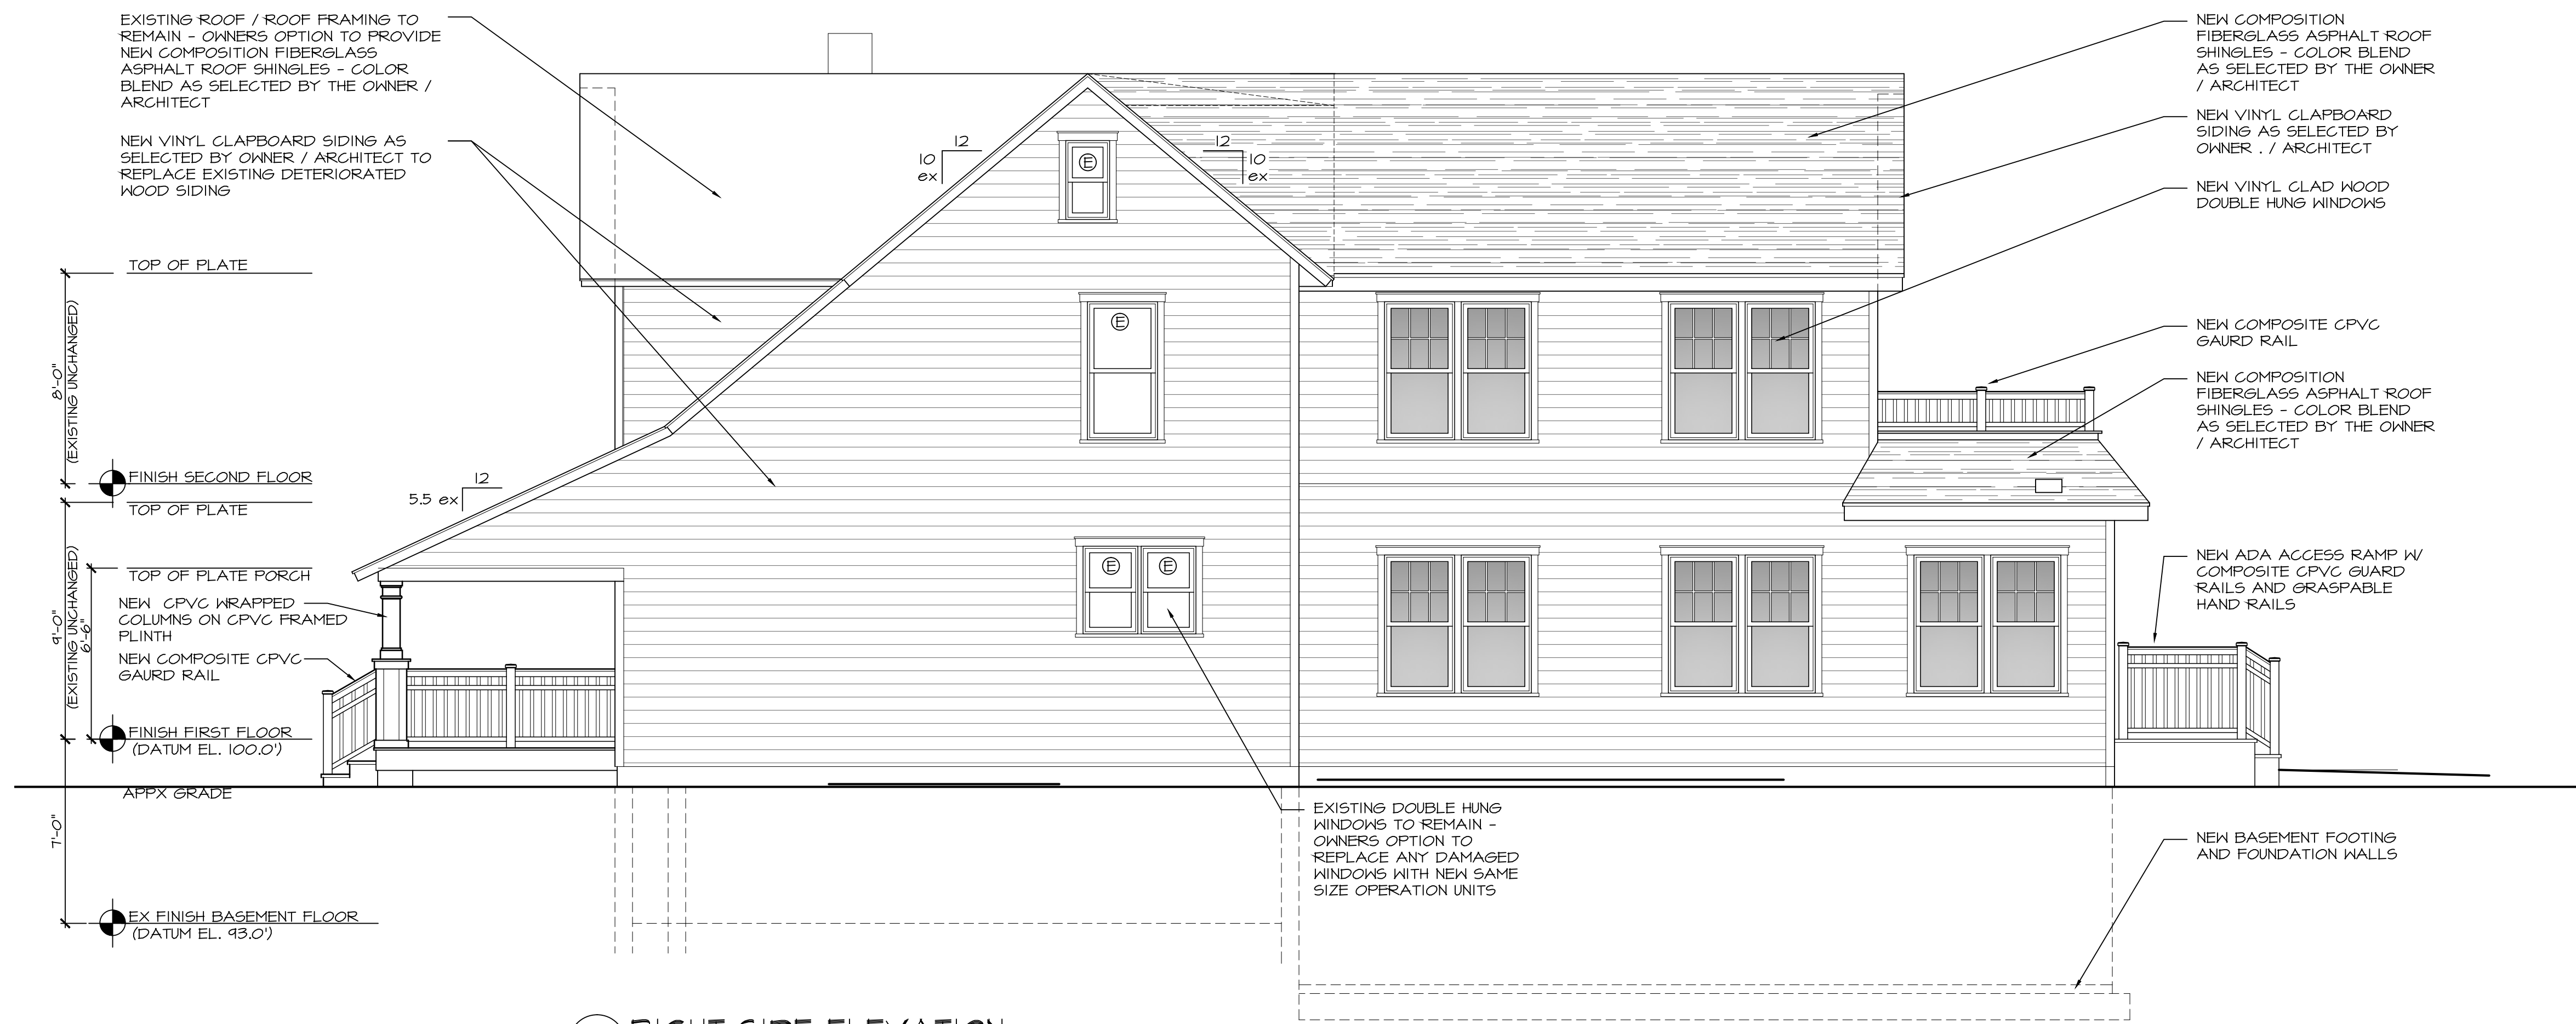 EXISTING ROOF / ROOF FRAMING TO
REMAIN - OWNERS OPTION TO PROVIDE
NEW COMPOSITION FIBERGLASS
ASPHALT ROOF SHINGLES - COLOR
BLEND AS SELECTED BY THE OWNER /
ARCHITECT
NEW VINYL CLAPBOARD SIDING AS
SELECTED BY OWNER / ARCHITECT TO
REPLACE EXISTING DETERIORATED
WOOD SIDING
TOP OF PLATE
8'-0"
(EXISTING UNCHANGED)
FINISH SECOND FLOOR
TOP OF PLATE
9'-0"
(EXISTING UNCHANGED)
6'-6"
TOP OF PLATE PORCH
NEW CPVC WRAPPED
COLUMNS ON CPVC FRAMED
PLINTH
NEW COMPOSITE CPVC
GAURD RAIL
FINISH FIRST FLOOR
(DATUM EL. 100.0')
APPX GRADE
7'-0"
EX FINISH BASEMENT FLOOR
(DATUM EL. 93.0')
12
10
ex
12
10
ex
12
5.5 ex
E
E
E
E
EXISTING DOUBLE HUNG
WINDOWS TO REMAIN -
OWNERS OPTION TO
REPLACE ANY DAMAGED
WINDOWS WITH NEW SAME
SIZE OPERATION UNITS
NEW COMPOSITION
FIBERGLASS ASPHALT ROOF
SHINGLES - COLOR BLEND
AS SELECTED BY THE OWNER
/ ARCHITECT
NEW VINYL CLAPBOARD
SIDING AS SELECTED BY
OWNER . / ARCHITECT
NEW VINYL CLAD WOOD
DOUBLE HUNG WINDOWS
NEW COMPOSITE CPVC
GAURD RAIL
NEW COMPOSITION
FIBERGLASS ASPHALT ROOF
SHINGLES - COLOR BLEND
AS SELECTED BY THE OWNER
/ ARCHITECT
NEW ADA ACCESS RAMP W/
COMPOSITE CPVC GUARD
RAILS AND GRASPABLE
HAND RAILS
NEW BASEMENT FOOTING
AND FOUNDATION WALLS
RIGHT SIDE ELEVATION